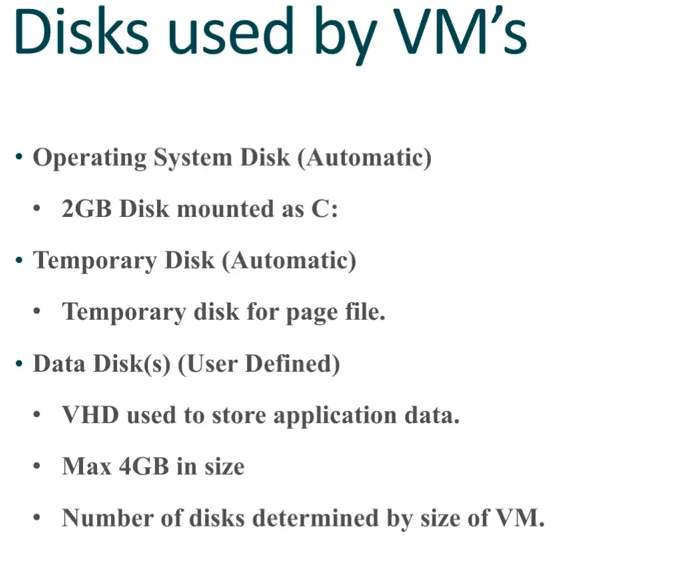 Disks used by VM’s
• Operating System Disk (Automatic)
• 2GB Disk mounted as C:
• Temporary Disk (Automatic)
• Temporary disk for page file.
• Data Disk(s) (User Defined)
• VHD used to store application data.
• Max 4GB in size
• Number of disks determined by size of VM.